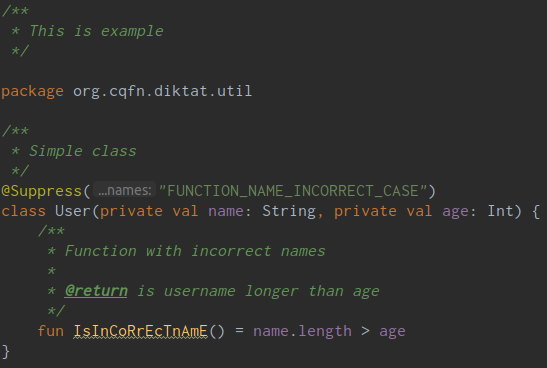 /**
 * This is example
 */
package org.cqfn.diktat.util
/**
 * Simple class
 */
@Suppress( ...names: "FUNCTION_NAME_INCORRECT_CASE")
class User(private val name: String, private val age: Int) {
    /**
     * Function with incorrect names
     *
     * @return is username longer than age
     */
    fun IsInCoRrEcTnAmE() = name.length > age
}